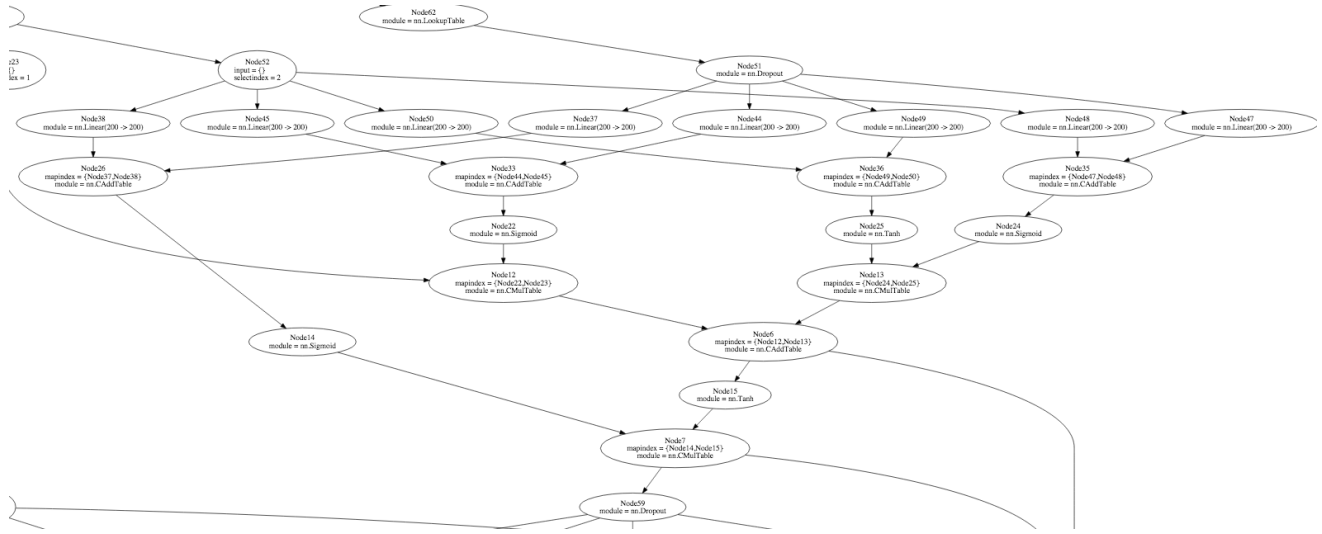 Node62
module = nn.LookupTable
de23
{}
dex = 1
Node52
input = {}
selectindex = 2
Node51
module = nn.Dropout
Node38
module = nn.Linear(200 -> 200)
Node45
module = nn.Linear(200 -> 200)
Node50
module = nn.Linear(200 -> 200)
Node37
module = nn.Linear(200 -> 200)
Node44
module = nn.Linear(200 -> 200)
Node49
module = nn.Linear(200 -> 200)
Node48
module = nn.Linear(200 -> 200)
Node47
module = nn.Linear(200 -> 200)
Node26
mapindex = {Node37,Node38}
module = nn.CAddTable
Node33
mapindex = {Node44,Node45}
module = nn.CAddTable
Node36
mapindex = {Node49,Node50}
module = nn.CAddTable
Node35
mapindex = {Node47,Node48}
module = nn.CAddTable
Node22
module = nn.Sigmoid
Node25
module = nn.Tanh
Node24
module = nn.Sigmoid
Node12
mapindex = {Node22,Node23}
module = nn.CMulTable
Node13
mapindex = {Node24,Node25}
module = nn.CMulTable
Node14
module = nn.Sigmoid
Node6
mapindex = {Node12,Node13}
module = nn.CAddTable
Node15
module = nn.Tanh
Node7
mapindex = {Node14,Node15}
module = nn.CMulTable
Node59
module = nn.Dropout